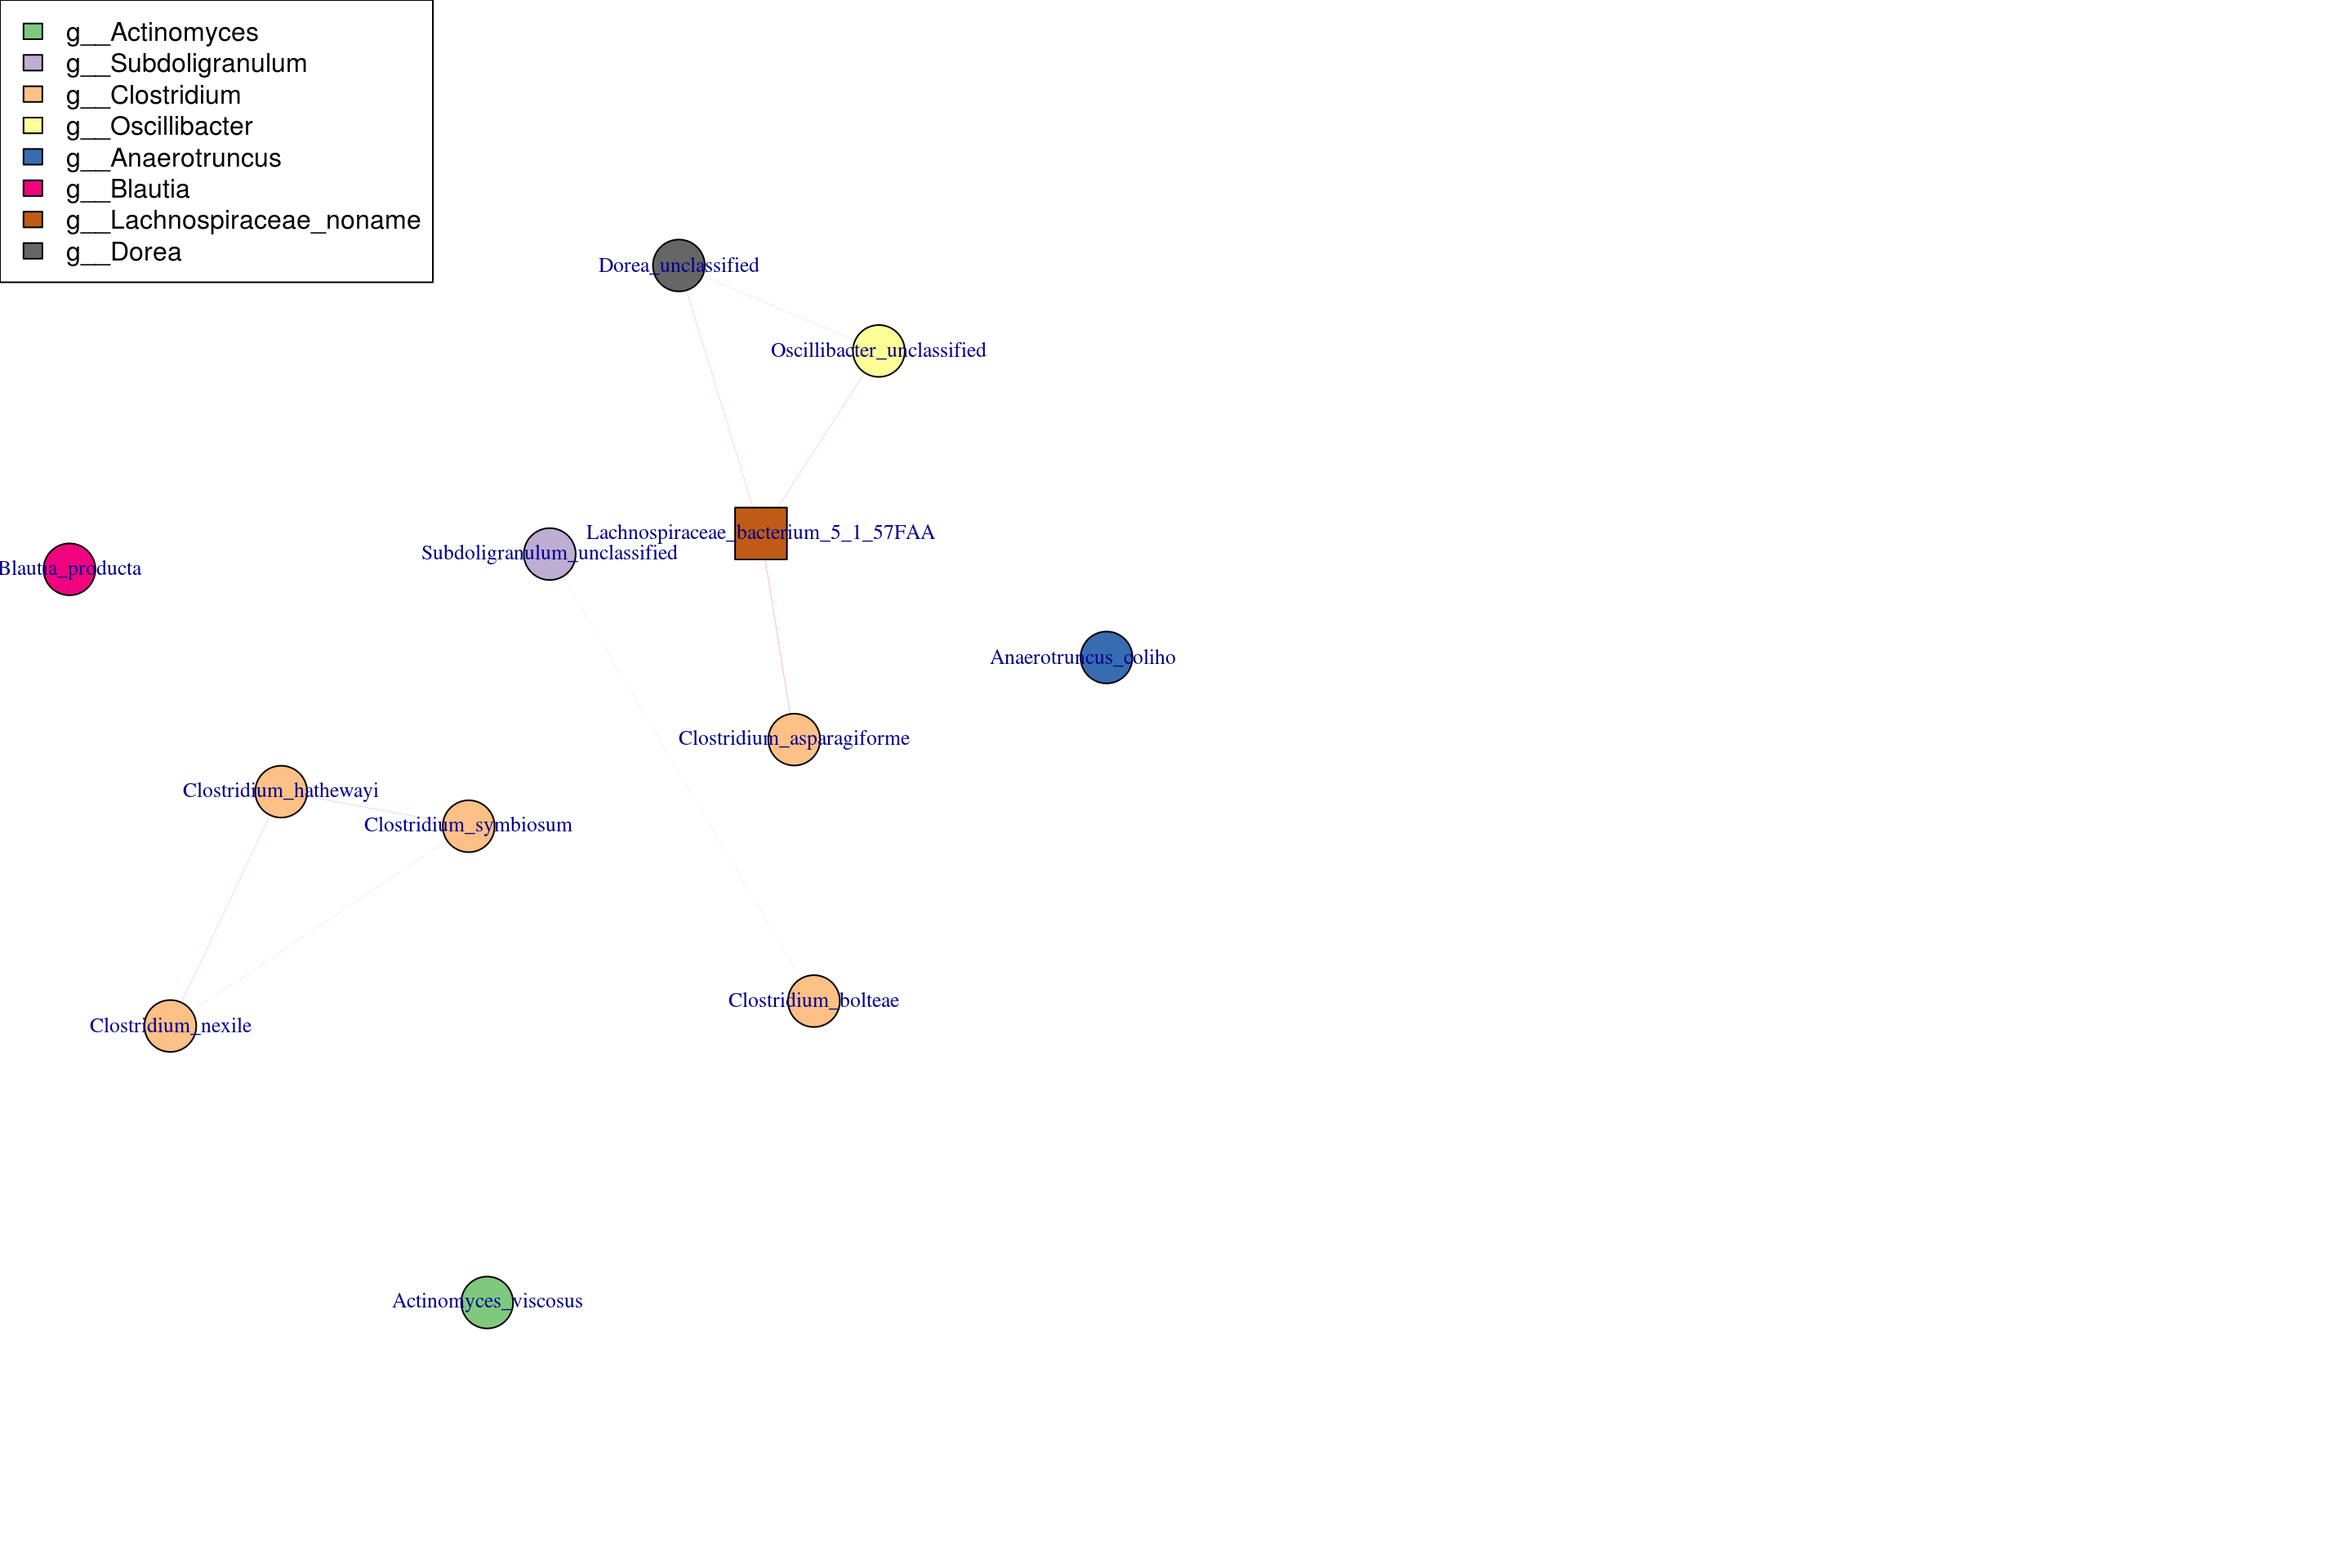 g__Actinomyces
g__Subdoligranulum
g__Clostridium
g__Oscillibacter
g__Anaerotruncus
g__Blautia
g__Lachnospiraceae_noname
g__Dorea
Dorea_unclassified
Oscillibacter_unclassified
Lachnospiraceae_bacterium_5_1_57FAA
Subdoligranulum_unclassified
Blautia_producta
Anaerotruncus_coliho
Clostridium_asparagiforme
Clostridium_hathewayi
Clostridium_symbiosum
Clostridium_bolteae
Clostridium_nexile
Actinomyces_viscosus